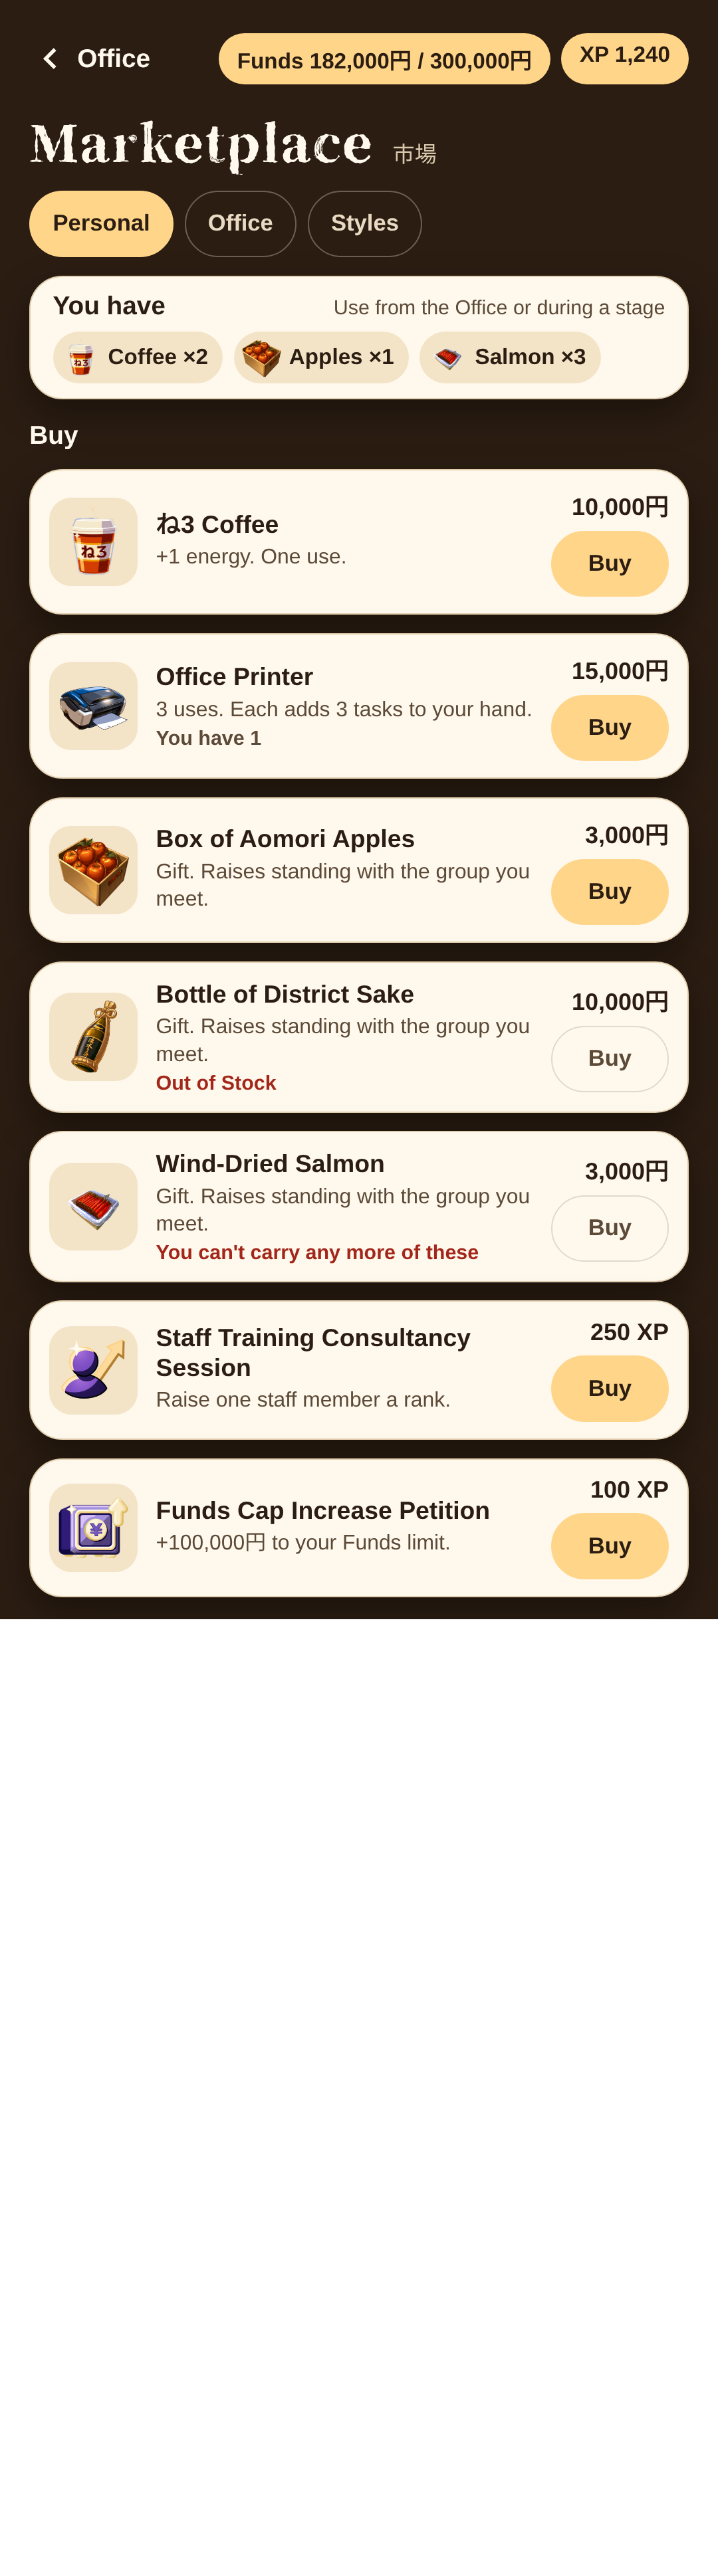 Office
Funds 182,000円 / 300,000円
XP 1,240
Marketplace 市場
Personal
Office
Styles
You have
Use from the Office or during a stage
ね3
Coffee ×2
Apples ×1
Salmon ×3
Buy
ね3
ね3 Coffee
+1 energy. One use.
10,000円
Buy
Office Printer
3 uses. Each adds 3 tasks to your hand.
You have 1
15,000円
Buy
Box of Aomori Apples
Gift. Raises standing with the group you
meet.
3,000円
Buy
Bottle of District Sake
Gift. Raises standing with the group you
meet.
Out of Stock
10,000円
Buy
Wind-Dried Salmon
Gift. Raises standing with the group you
meet.
You can't carry any more of these
3,000円
Buy
Staff Training Consultancy
Session
Raise one staff member a rank.
250 XP
Buy
¥
Funds Cap Increase Petition
+100,000円 to your Funds limit.
100 XP
Buy